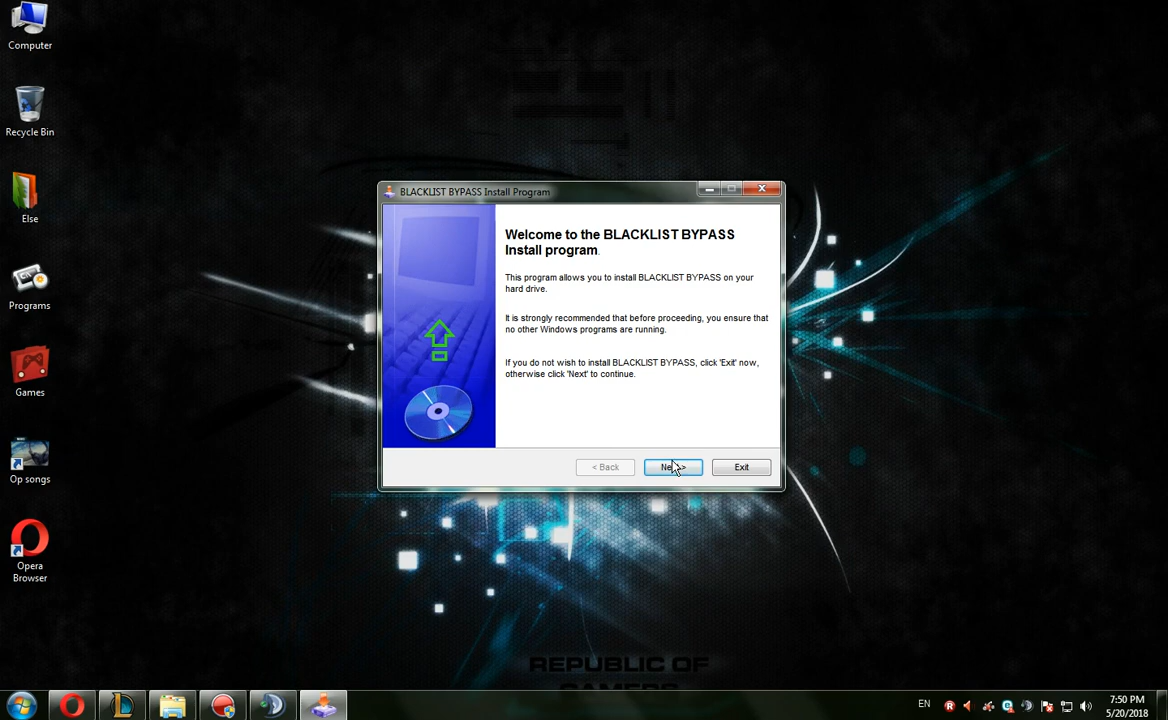 Computer
Recycle Bin
Else
Programs
Games
Op songs
Opera
Browser
BLACKLIST BYPASS Install Program
Welcome to the BLACKLIST BYPASS
Install program.
This program allows you to install BLACKLIST BYPASS on your
hard drive.
It is strongly recommended that before proceeding, you ensure that
no other Windows programs are running.
If you do not wish to install BLACKLIST BYPASS, click 'Exit' now,
otherwise click 'Next' to continue.
< Back
Exit
REPUBLIC OF
GAMERS
EN
7:50 PM
5/20/2018